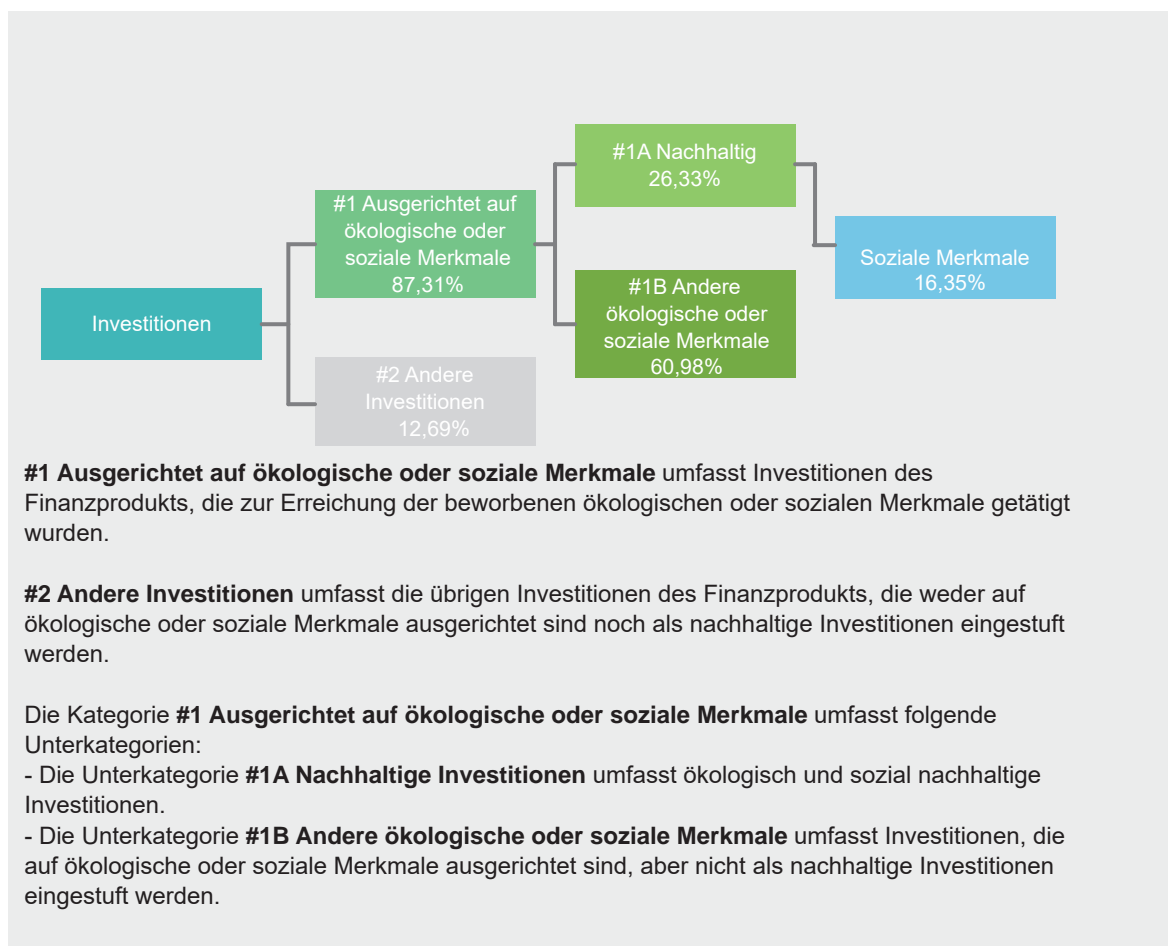 #1A Nachhaltig
26,33%
#1 Ausgerichtet auf
ökologische oder
soziale Merkmale
87,31%
Soziale Merkmale
16,35%
#1B Andere
ökologische oder
soziale Merkmale
60,98%
Investitionen
#2 Andere
Investitionen
12,69%
#1 Ausgerichtet auf ökologische oder soziale Merkmale umfasst Investitionen des
Finanzprodukts, die zur Erreichung der beworbenen ökologischen oder sozialen Merkmale getätigt
wurden.
#2 Andere Investitionen umfasst die übrigen Investitionen des Finanzprodukts, die weder auf
ökologische oder soziale Merkmale ausgerichtet sind noch als nachhaltige Investitionen eingestuft
werden.
Die Kategorie #1 Ausgerichtet auf ökologische oder soziale Merkmale umfasst folgende
Unterkategorien:
- Die Unterkategorie #1A Nachhaltige Investitionen umfasst ökologisch und sozial nachhaltige
Investitionen.
- Die Unterkategorie #1B Andere ökologische oder soziale Merkmale umfasst Investitionen, die
auf ökologische oder soziale Merkmale ausgerichtet sind, aber nicht als nachhaltige Investitionen
eingestuft werden.